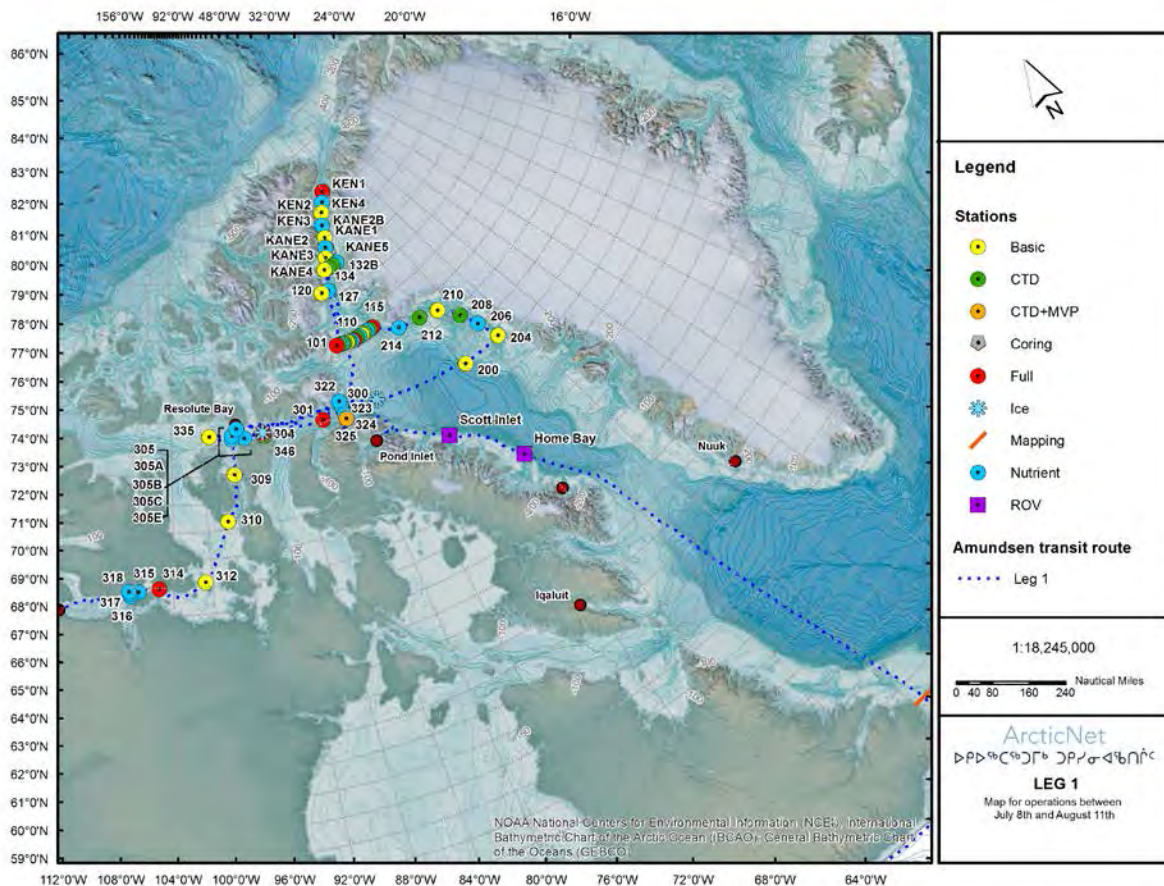 156°0'W 92°0'W 48°0'W 32°0'W 24°0'W 20°0'W 16°0'W
86°0'N
85°0'N
84°0'N
83°0'N
82°0'N
81°0'N
80°0'N
79°0'N
78°0'N
77°0'N
76°0'N
75°0'N
74°0'N
73°0'N
72°0'N
71°0'N
70°0'N
69°0'N
68°0'N
67°0'N
66°0'N
65°0'N
64°0'N
63°0'N
62°0'N
61°0'N
60°0'N
59°0'N
112°0'W 108°0'W 104°0'W 100°0'W 96°0'W 92°0'W 88°0'W 84°0'W 80°0'W 76°0'W 72°0'W 68°0'W 64°0'W
KEN1
KEN2 KEN4
KEN3 KANE2B
KANE1
KANE2 KANE5
KANE3 132B
KANE4 134
120 127
115
110
101
214
212
210
208
206
204
200
322 300
301 323
324
325
Resolute Bay
335
304
346
305
305A
305B
305C
305E
309
310
312
318 315 314
317
316
Pond Inlet
Scott Inlet
Home Bay
Nuuk
Iqaluit
NOAA National Centers for Environmental Information (NCEI), International
Bathymetric Chart of the Arctic Ocean (IBCAO), General Bathymetric Chart
of the Oceans (GEBCO)
N
Legend
Stations
Basic
CTD
CTD+MVP
Coring
Full
Ice
Mapping
Nutrient
ROV
Amundsen transit route
Leg 1
1:18,245,000
Nautical Miles
0 40 80 160 240
ArcticNet
ᐅᑭᐅᖅᑕᖅᑐᒥᒃ ᑐᑭᓯᓂᐊᖃᑎᒌᑦ
LEG 1
Map for operations between
July 8th and August 11th